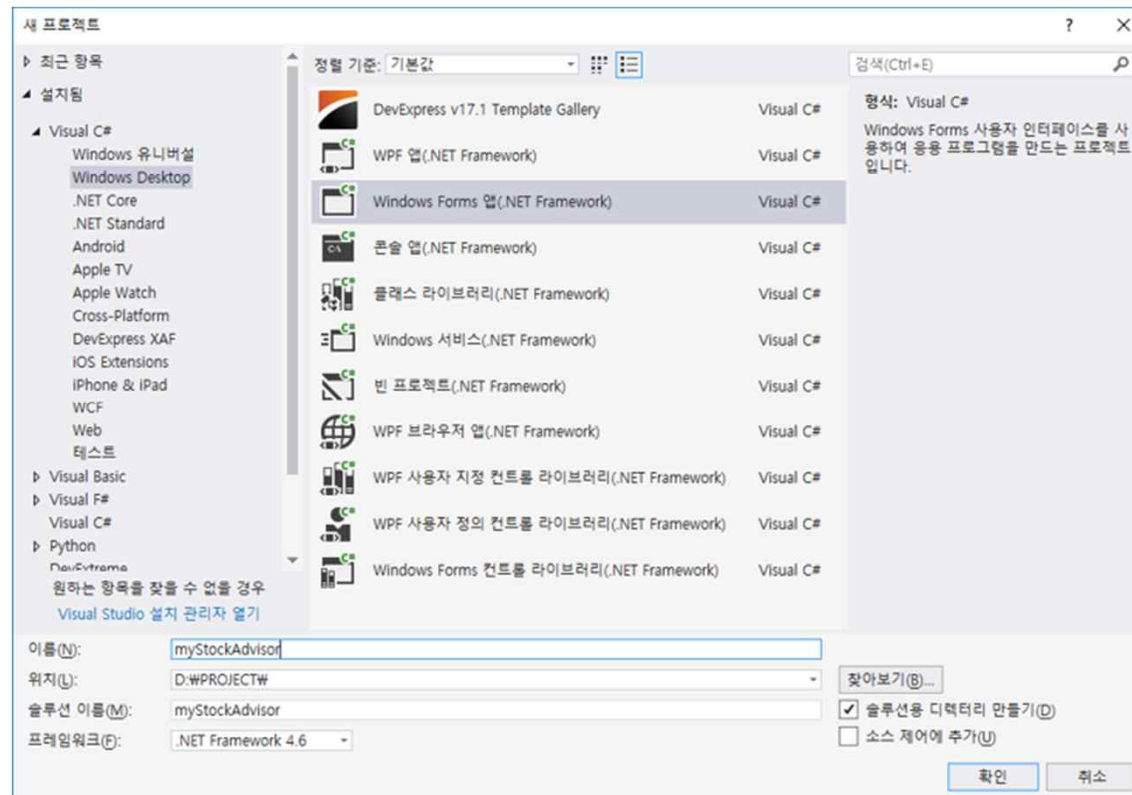 새 프로젝트
?
최근 항목
설치됨
Visual C#
Windows 유니버설
Windows Desktop
.NET Core
.NET Standard
Android
Apple TV
Apple Watch
Cross-Platform
DevExpress XAF
iOS Extensions
iPhone & iPad
WCF
Web
테스트
Visual Basic
Visual F#
Visual C#
Python
DevExtreme
원하는 항목을 찾을 수 없을 경우
Visual Studio 설치 관리자 열기
정렬 기준: 기본값
DevExpress v17.1 Template Gallery Visual C#
WPF 앱(.NET Framework) Visual C#
Windows Forms 앱(.NET Framework) Visual C#
콘솔 앱(.NET Framework) Visual C#
클래스 라이브러리(.NET Framework) Visual C#
Windows 서비스(.NET Framework) Visual C#
빈 프로젝트(.NET Framework) Visual C#
WPF 브라우저 앱(.NET Framework) Visual C#
WPF 사용자 지정 컨트롤 라이브러리(.NET Framework) Visual C#
WPF 사용자 정의 컨트롤 라이브러리(.NET Framework) Visual C#
Windows Forms 컨트롤 라이브러리(.NET Framework) Visual C#
검색(Ctrl+E)
형식: Visual C#
Windows Forms 사용자 인터페이스를 사
용하여 응용 프로그램을 만드는 프로젝트
입니다.
이름(N): myStockAdvisor
위치(L): D:₩PROJECT₩ 찾아보기(B)...
솔루션 이름(M): myStockAdvisor 솔루션용 디렉터리 만들기(D)
프레임워크(F): .NET Framework 4.6 소스 제어에 추가(U)
확인 취소